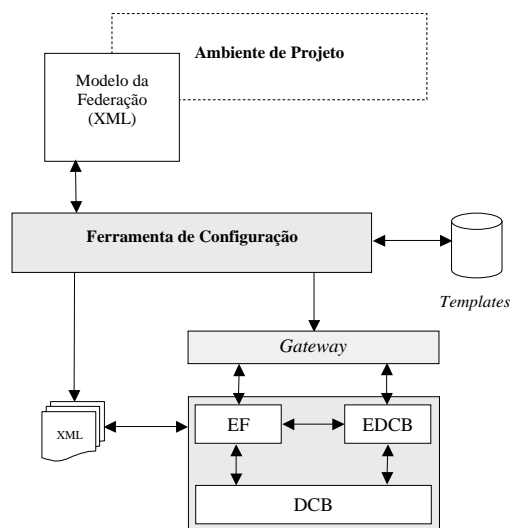 Ambiente de Projeto
Modelo da
Federação
(XML)
Ferramenta de Configuração
Templates
Gateway
XML
EF
EDCB
DCB